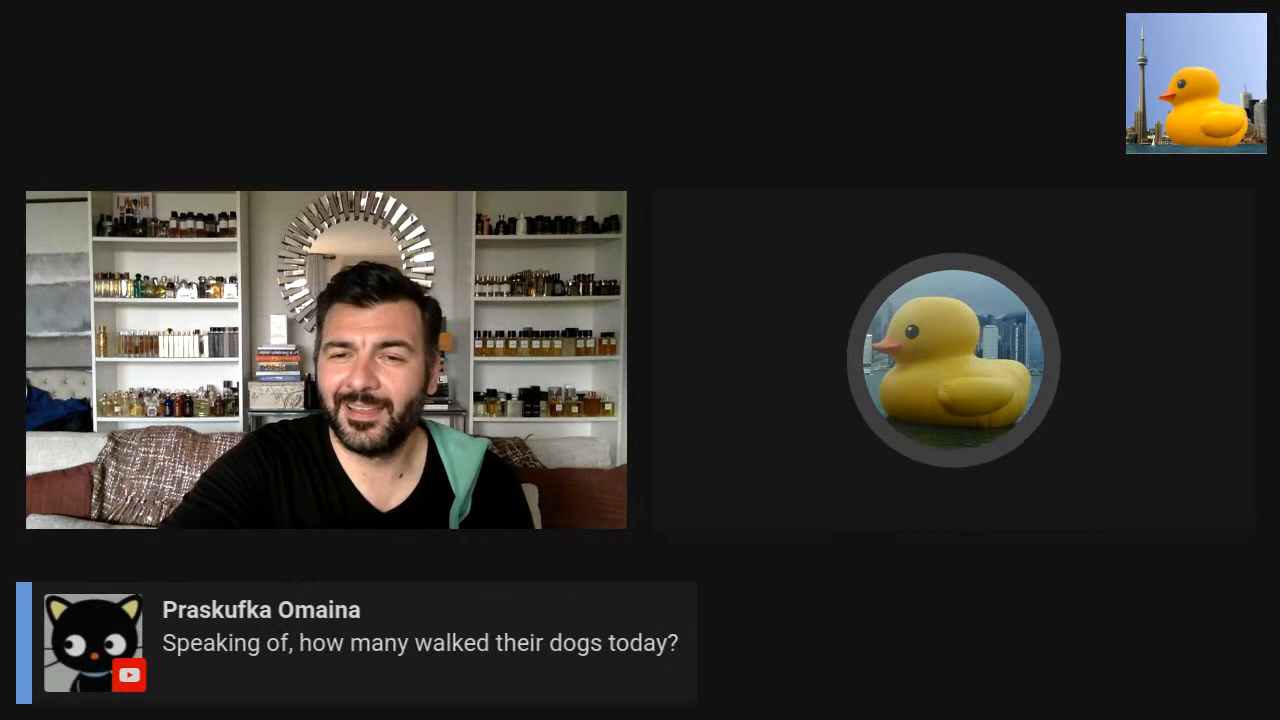 Praskufka Omaina
Speaking of, how many walked their dogs today?